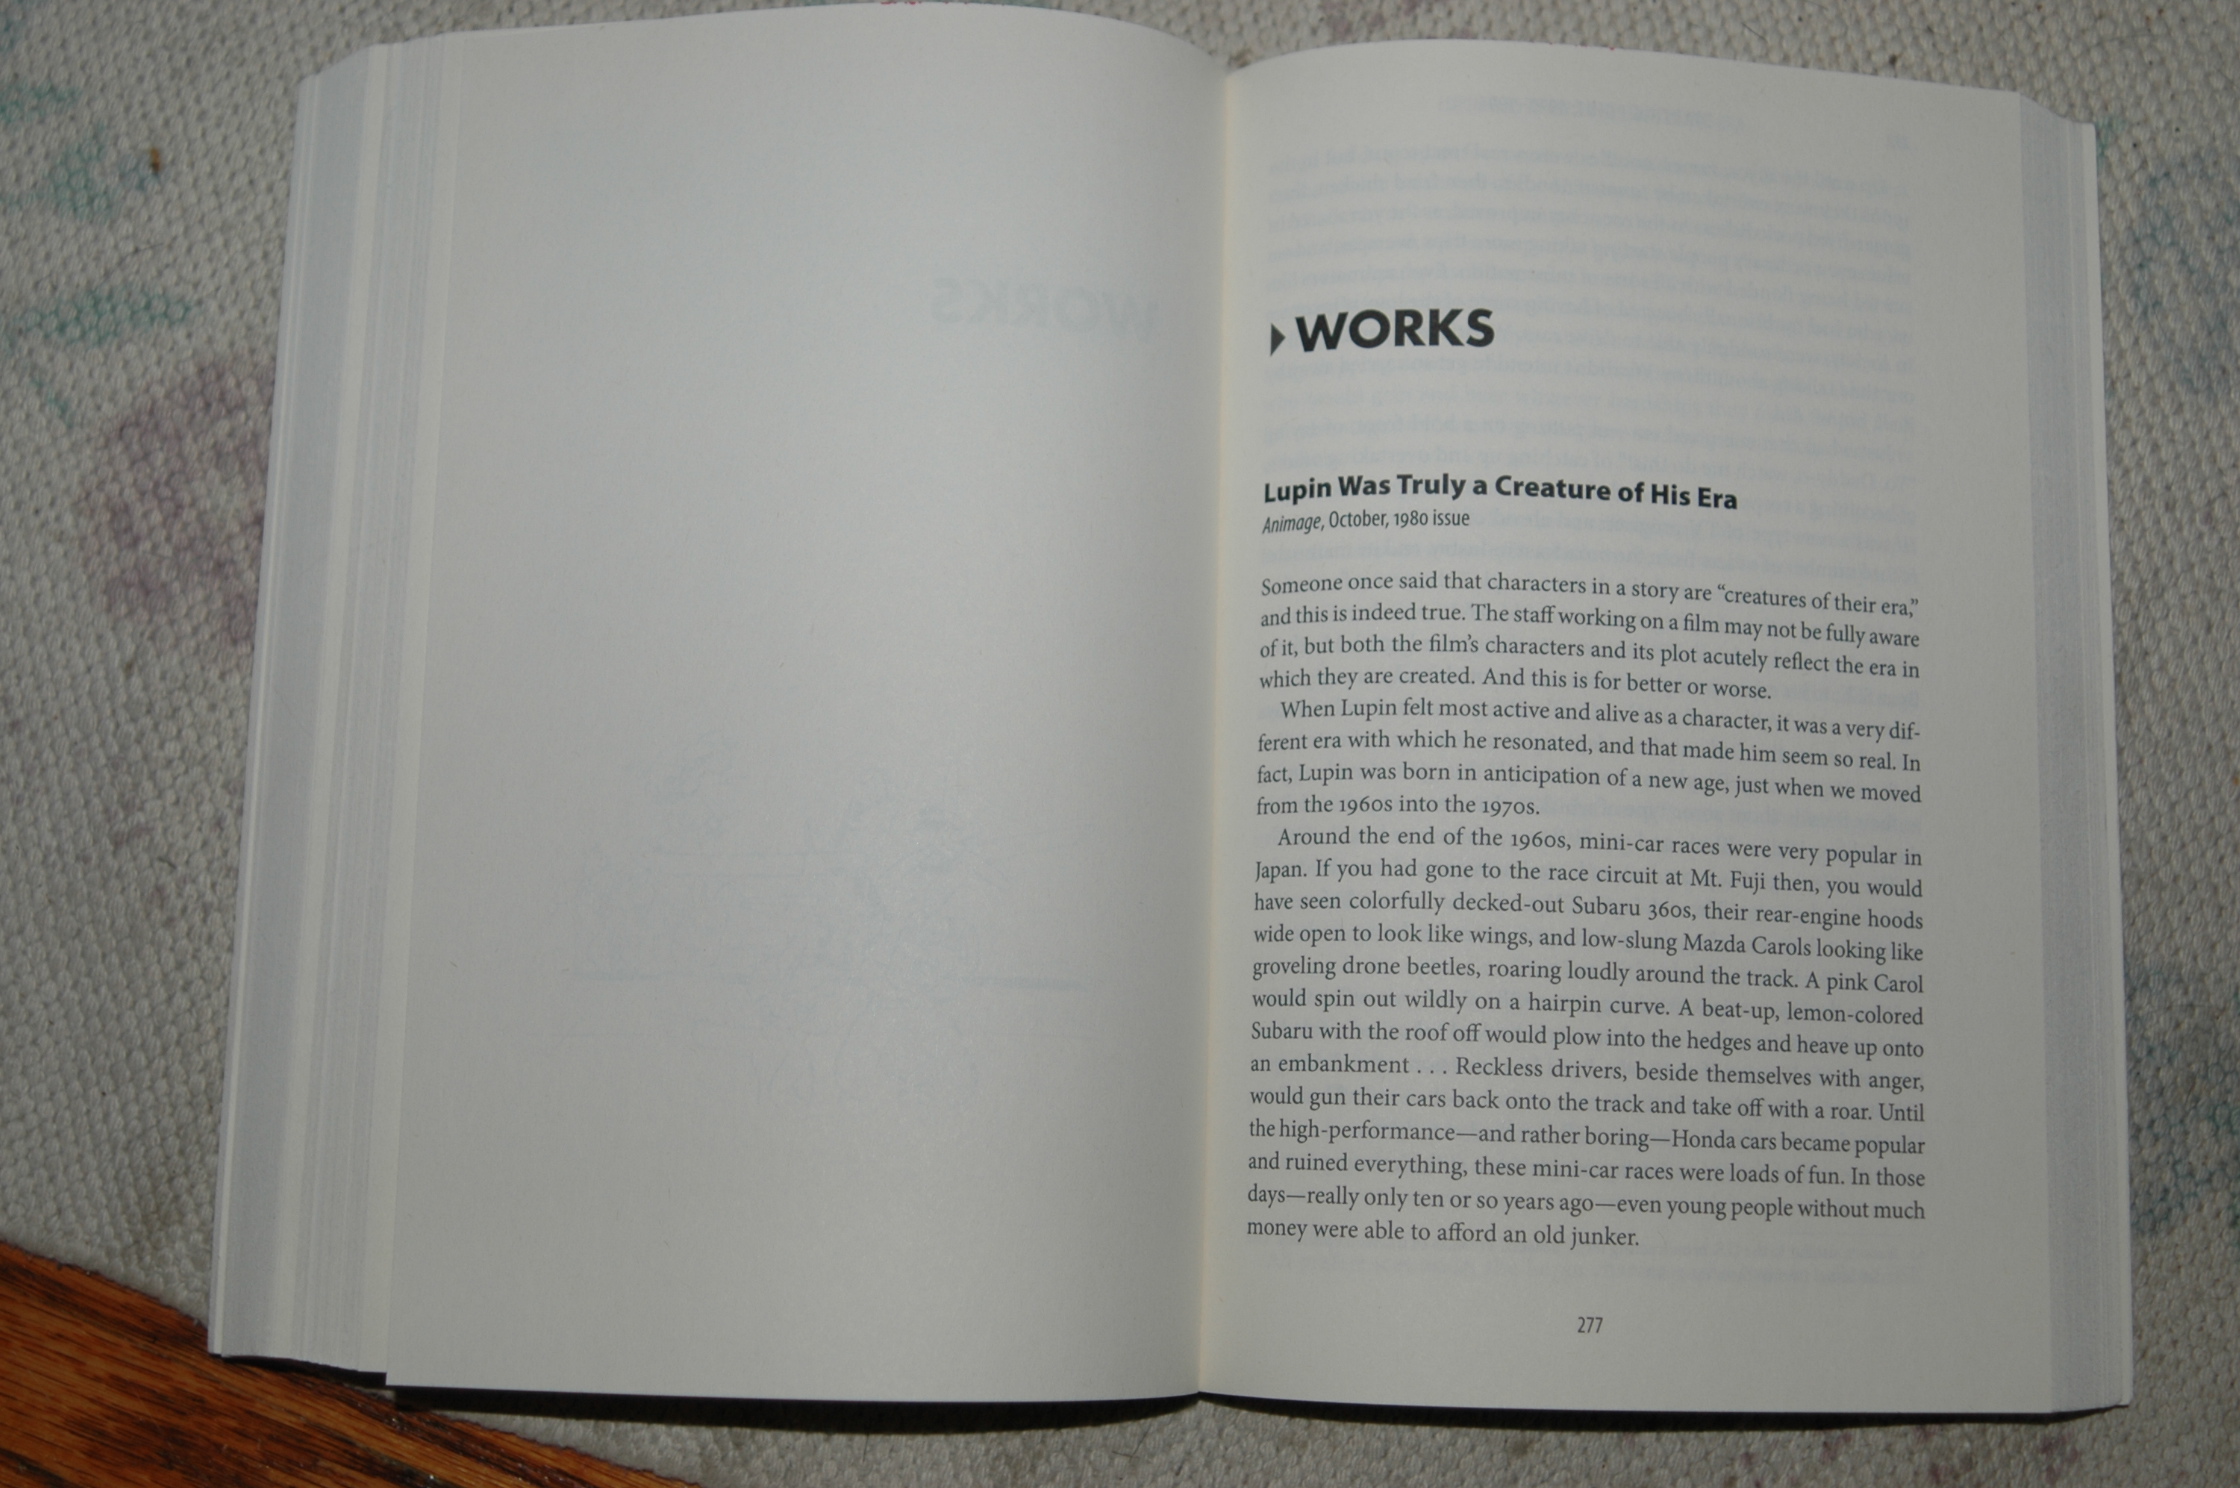 WORKS
Lupin Was Truly a Creature of His Era
Animage, October, 1980 issue
Someone once said that characters in a story are “creatures of their era,”
and this is indeed true. The staff working on a film may not be fully aware
of it, but both the film’s characters and its plot acutely reflect the era in
which they are created. And this is for better or worse.
When Lupin felt most active and alive as a character, it was a very dif-
ferent era with which he resonated, and that made him seem so real. In
fact, Lupin was born in anticipation of a new age, just when we moved
from the 1960s into the 1970s.
Around the end of the 1960s, mini-car races were very popular in
Japan. If you had gone to the race circuit at Mt. Fuji then, you would
have seen colorfully decked-out Subaru 360s, their rear-engine hoods
wide open to look like wings, and low-slung Mazda Carols looking like
groveling drone beetles, roaring loudly around the track. A pink Carol
would spin out wildly on a hairpin curve. A beat-up, lemon-colored
Subaru with the roof off would plow into the hedges and heave up onto
an embankment . . . Reckless drivers, beside themselves with anger,
would gun their cars back onto the track and take off with a roar. Until
the high-performance—and rather boring—Honda cars became popular
and ruined everything, these mini-car races were loads of fun. In those
days—really only ten or so years ago—even young people without much
money were able to afford an old junker.
277